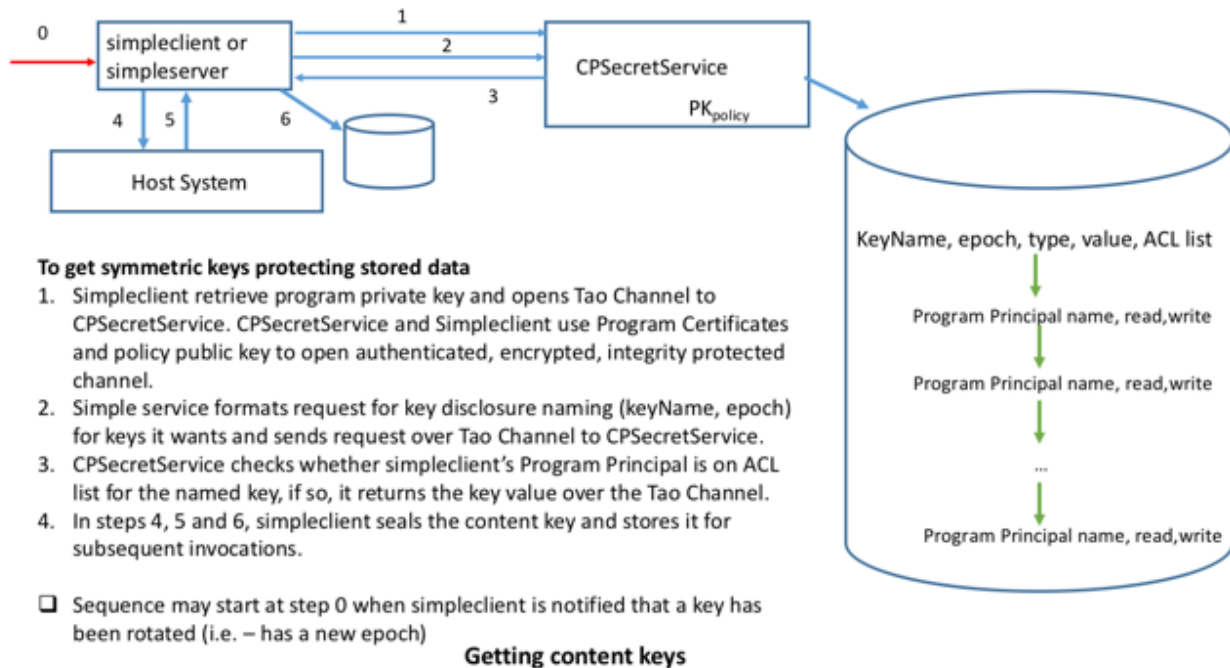 0
simpleclient or
simpleserver
1
2
3
CPSecretService
PKpolicy
4
5
6
Host System
KeyName, epoch, type, value, ACL list
Program Principal name, read,write
Program Principal name, read,write
...
Program Principal name, read,write
To get symmetric keys protecting stored data
1. Simpleclient retrieve program private key and opens Tao Channel to
CPSecretService. CPSecretService and Simpleclient use Program Certificates
and policy public key to open authenticated, encrypted, integrity protected
channel.
2. Simple service formats request for key disclosure naming (keyName, epoch)
for keys it wants and sends request over Tao Channel to CPSecretService.
3. CPSecretService checks whether simpleclient's Program Principal is on ACL
list for the named key, if so, it returns the key value over the Tao Channel.
4. In steps 4, 5 and 6, simpleclient seals the content key and stores it for
subsequent invocations.
❑ Sequence may start at step 0 when simpleclient is notified that a key has
been rotated (i.e. – has a new epoch)
Getting content keys